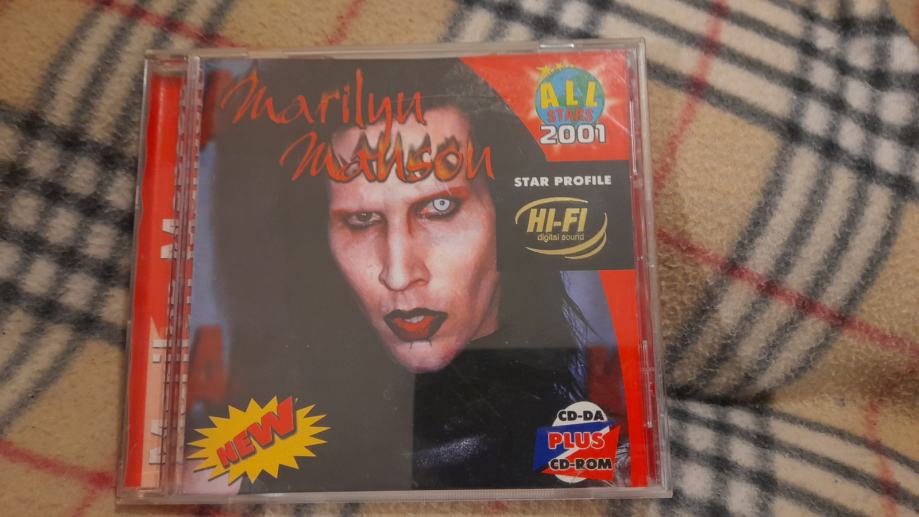 Marilyn
Manson
ALL
STARS
2001
STAR PROFILE
HI-FI
digital sound
NEW
CD-DA
PLUS
CD-ROM